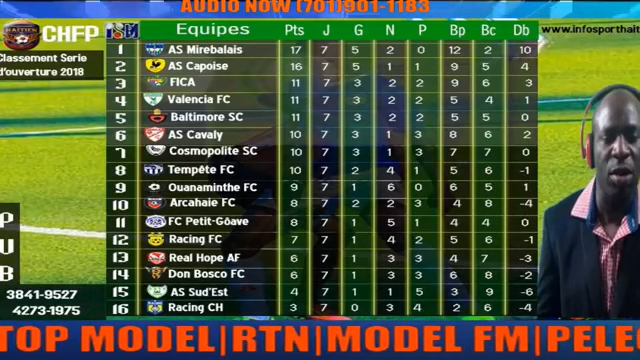 AUDIO NOW (701)901-1183
CHFP
www.infosporthait
Classement Serie
d'ouverture 2018
Equipes Pts J G N P Bp Bc Db
1 AS Mirebalais 17 7 5 2 0 12 2 10
2 AS Capoise 16 7 5 1 1 9 5 4
3 FICA 11 7 3 2 2 9 6 3
4 Valencia FC 11 7 3 2 2 5 4 1
5 Baltimore SC 11 7 3 2 2 5 5 0
6 AS Cavaly 10 7 3 1 3 8 6 2
7 Cosmopolite SC 10 7 3 1 3 7 7 0
8 Tempête FC 10 7 2 4 1 5 6 -1
9 Ouanaminthe FC 9 7 1 6 0 6 5 1
10 Arcahaie FC 8 7 2 2 3 4 8 -4
11 FC Petit-Gôave 8 7 1 5 1 4 4 0
12 Racing FC 7 7 1 4 2 5 6 -1
13 Real Hope AF 6 7 1 3 3 4 7 -3
14 Don Bosco FC 6 7 1 3 3 6 8 -2
15 AS Sud'Est 4 7 1 1 5 3 9 -6
16 Racing CH 3 7 0 3 4 2 6 -4
P
U
B
3841-9527
4273-1975
TOP MODEL|RTN|MODEL FM|PELE